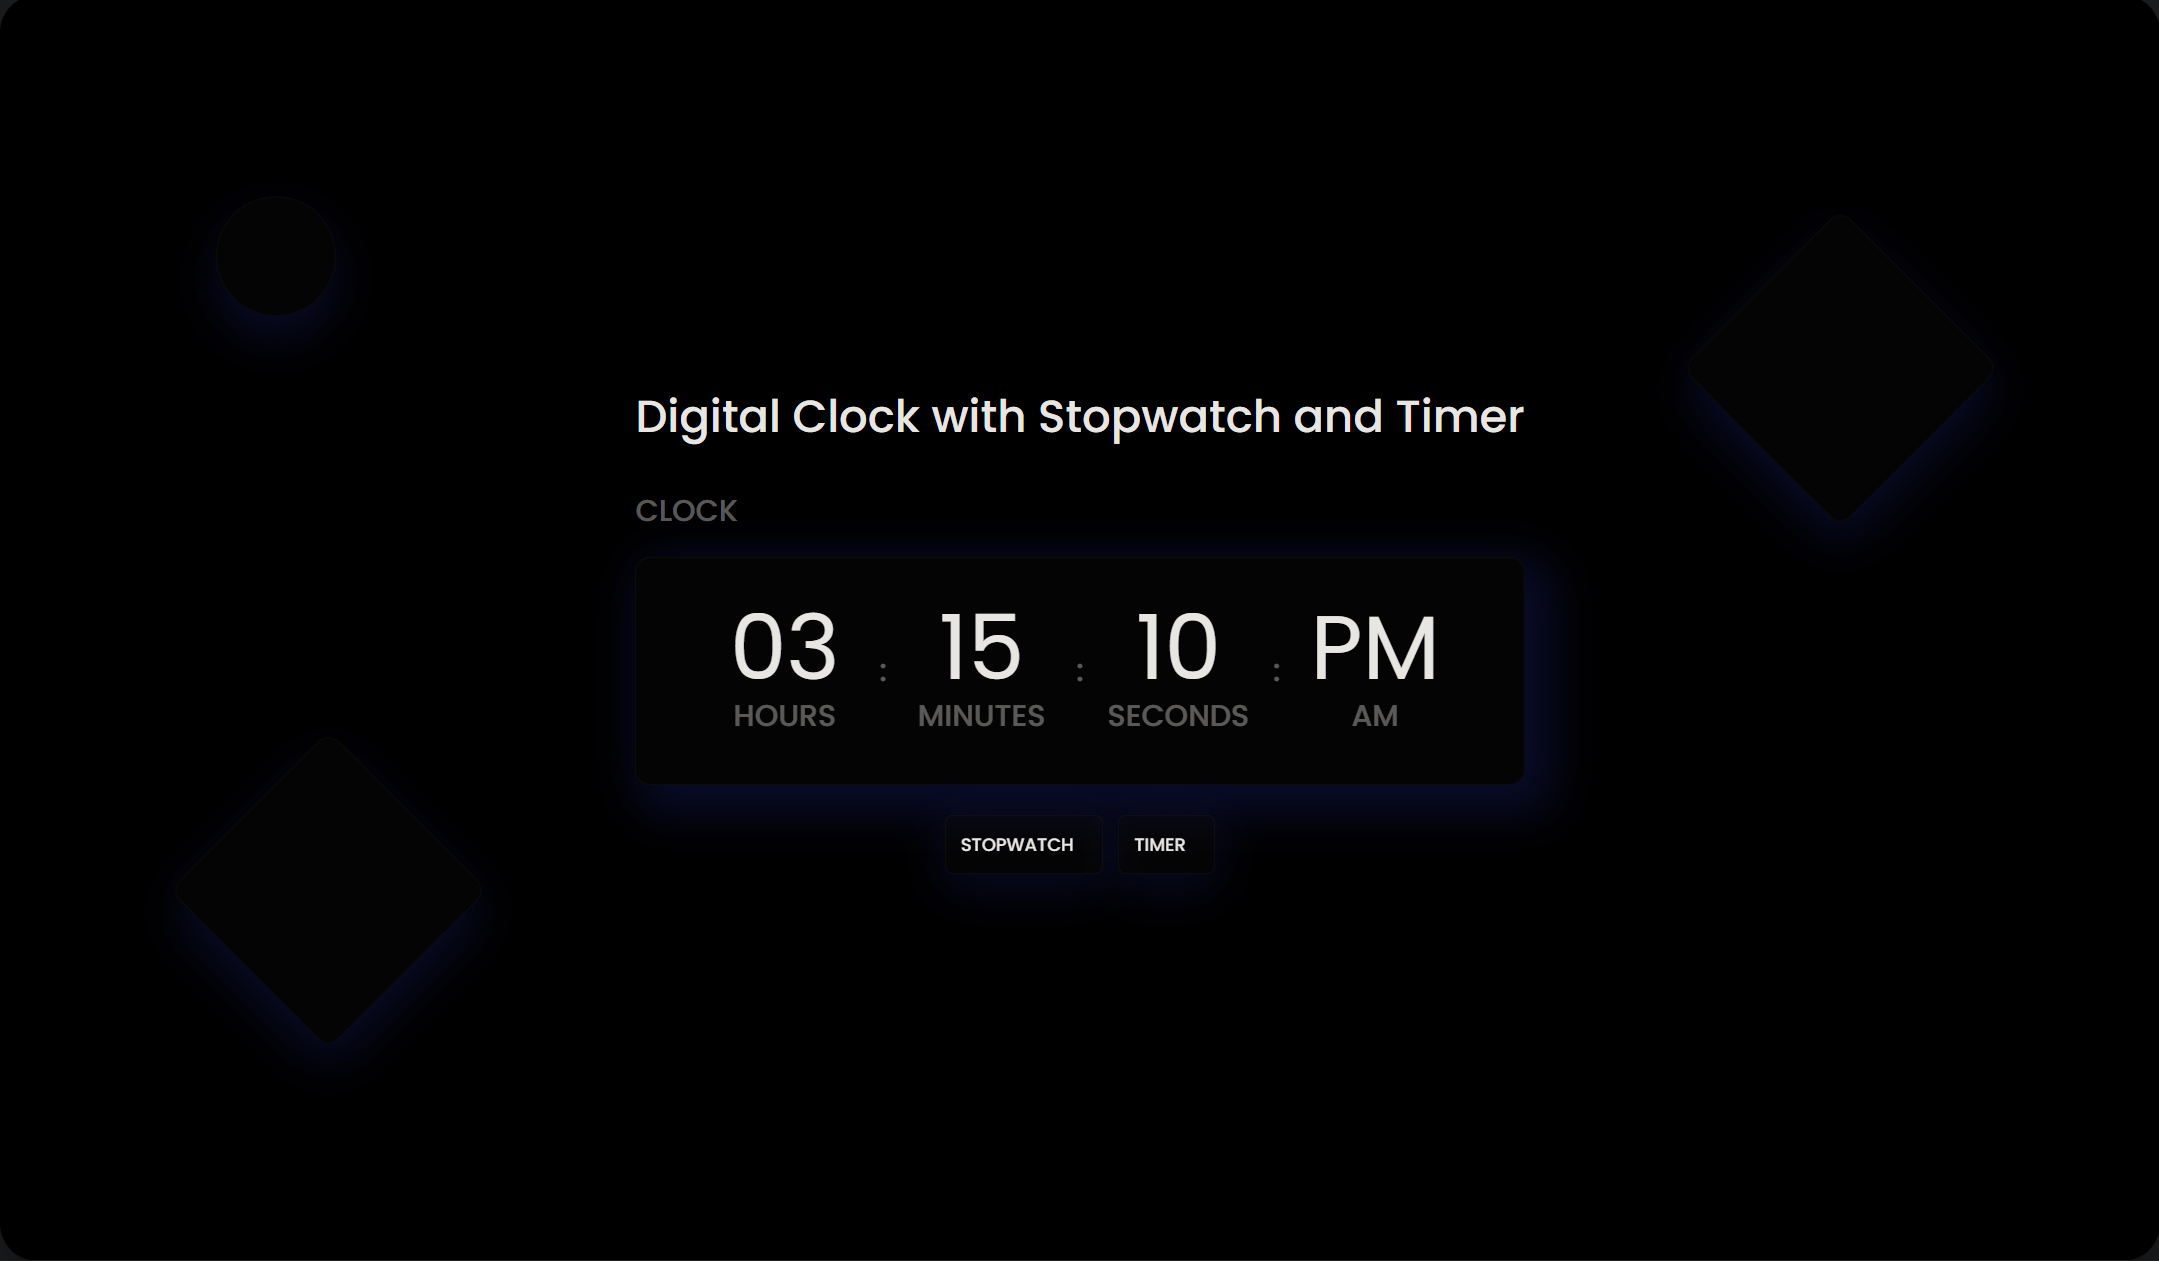 Digital Clock with Stopwatch and Timer
CLOCK
03 : 15 : 10 : PM
HOURS MINUTES SECONDS AM
STOPWATCH TIMER